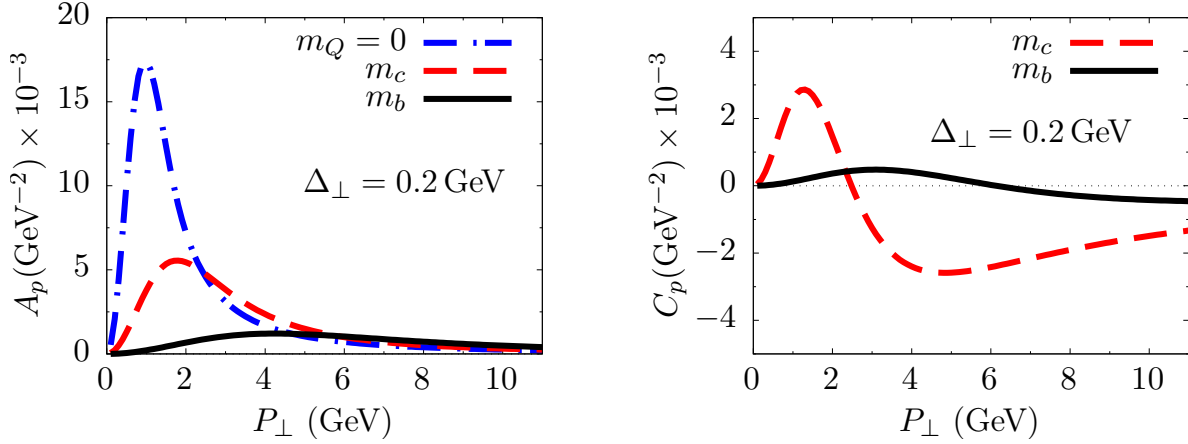 20
15
10
5
0
0
2
4
6
8
10
A_p(GeV^{-2}) × 10^{-3}
P_⊥ (GeV)
m_Q = 0
m_c
m_b
Δ_⊥ = 0.2 GeV
4
2
0
−2
−4
0
2
4
6
8
10
C_p(GeV^{-2}) × 10^{-3}
P_⊥ (GeV)
m_c
m_b
Δ_⊥ = 0.2 GeV